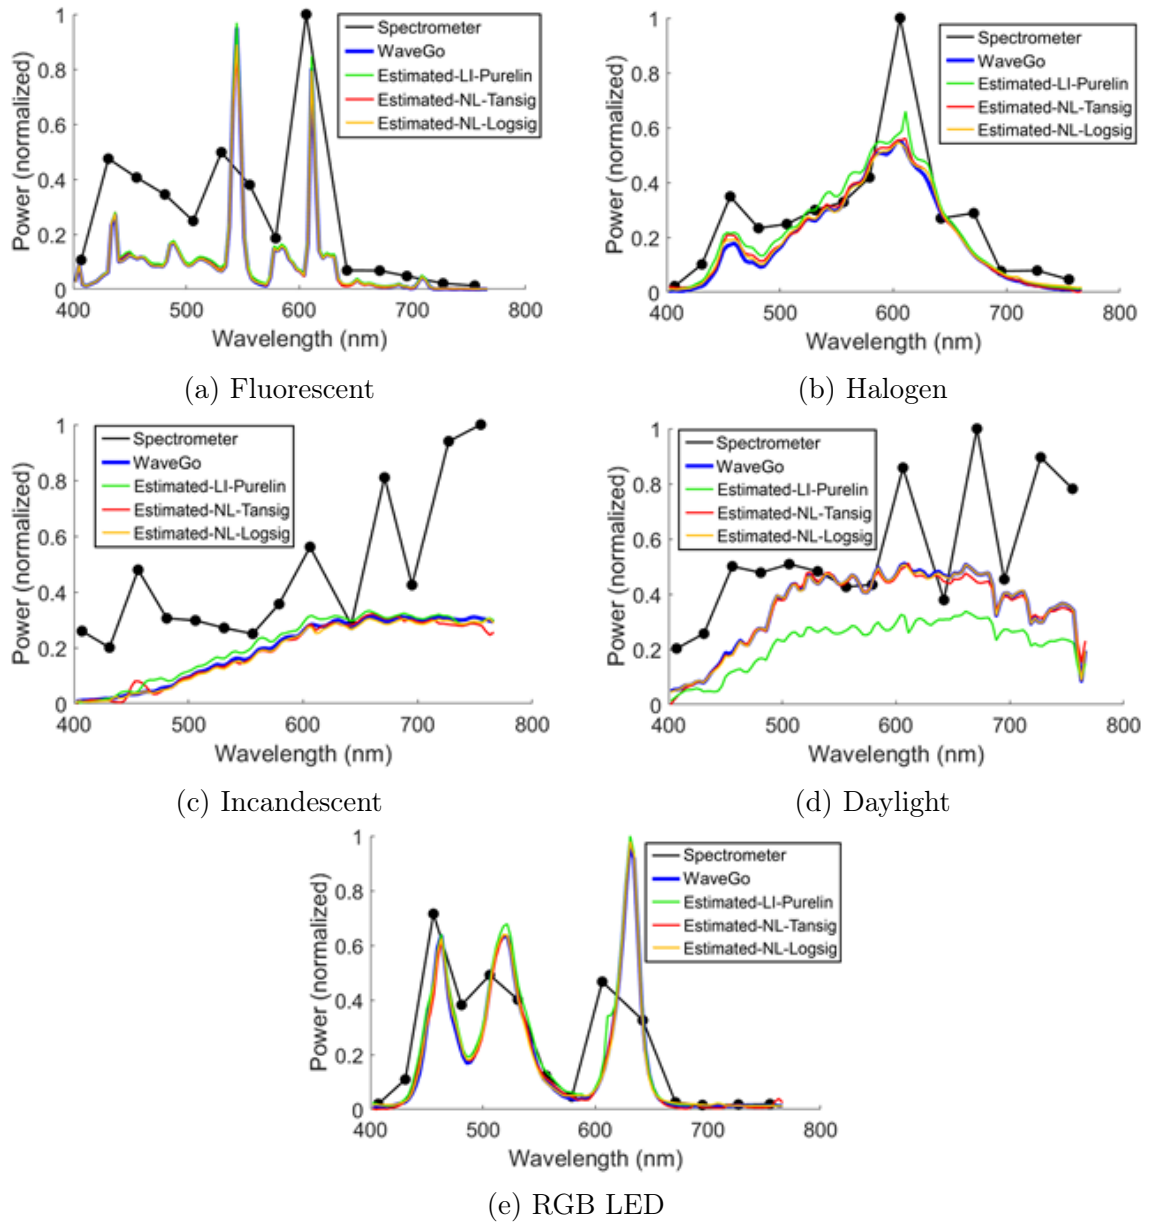 Power (normalized)
1
0.8
0.6
0.4
0.2
0
400
500
600
700
800
Wavelength (nm)
Spectrometer
WaveGo
Estimated-LI-Purelin
Estimated-NL-Tansig
Estimated-NL-Logsig
(a) Fluorescent
Power (normalized)
1
0.8
0.6
0.4
0.2
0
400
500
600
700
800
Wavelength (nm)
Spectrometer
WaveGo
Estimated-LI-Purelin
Estimated-NL-Tansig
Estimated-NL-Logsig
(b) Halogen
Power (normalized)
1
0.8
0.6
0.4
0.2
0
400
500
600
700
800
Wavelength (nm)
Spectrometer
WaveGo
Estimated-LI-Purelin
Estimated-NL-Tansig
Estimated-NL-Logsig
(c) Incandescent
Power (normalized)
1
0.8
0.6
0.4
0.2
0
400
500
600
700
800
Wavelength (nm)
Spectrometer
WaveGo
Estimated-LI-Purelin
Estimated-NL-Tansig
Estimated-NL-Logsig
(d) Daylight
Power (normalized)
1
0.8
0.6
0.4
0.2
0
400
500
600
700
800
Wavelength (nm)
Spectrometer
WaveGo
Estimated-LI-Purelin
Estimated-NL-Tansig
Estimated-NL-Logsig
(e) RGB LED